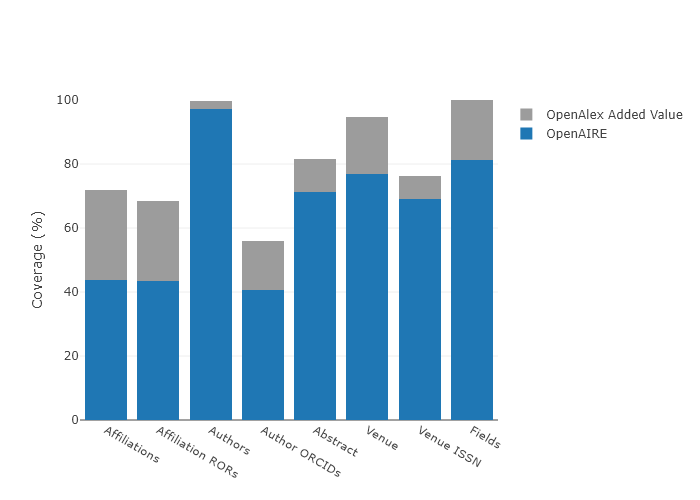 100
80
60
40
20
0
Coverage (%)
Affiliations
Affiliation RORs
Authors
Author ORCIDs
Abstract
Venue
Venue ISSN
Fields
OpenAlex Added Value
OpenAIRE